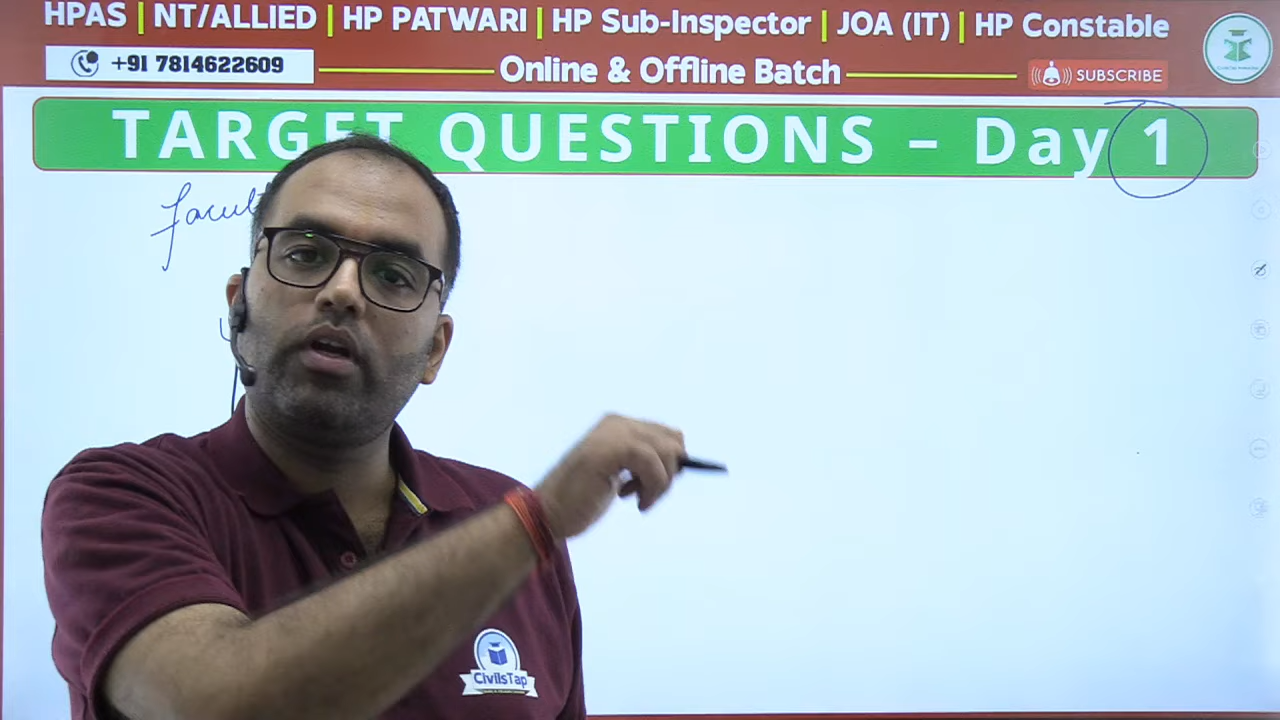 HPAS | NT/ALLIED | HP PATWARI | HP Sub-Inspector | JOA (IT) | HP Constable
+91 7814622609
Online & Offline Batch
SUBSCRIBE
TARGET QUESTIONS – Day 1
CivilsTap